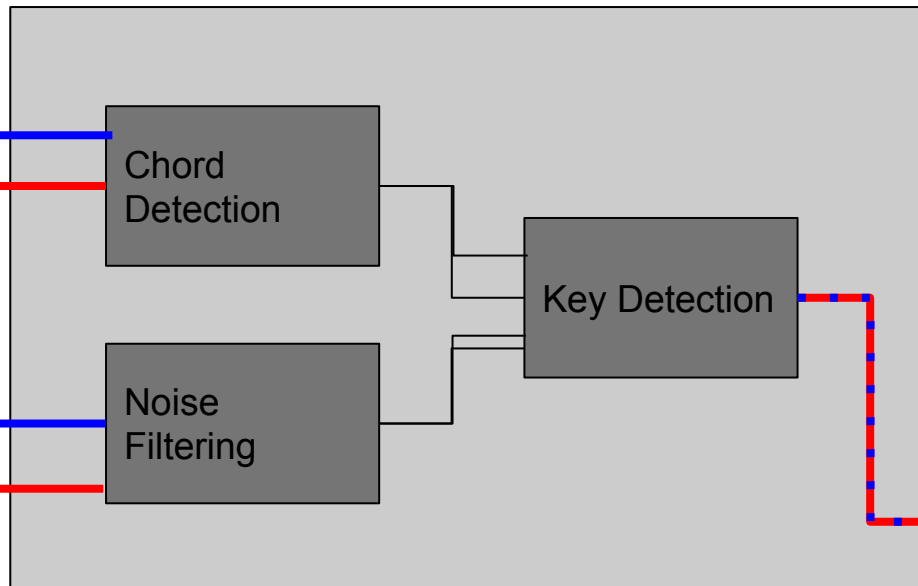 Chord
Detection
Key Detection
Noise
Filtering